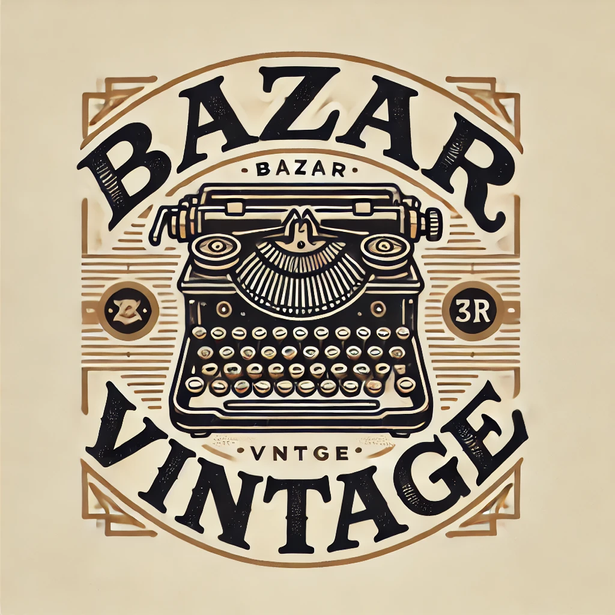 BAZAR
· BAZAR ·
3R
· VNTGE ·
VINTAGE